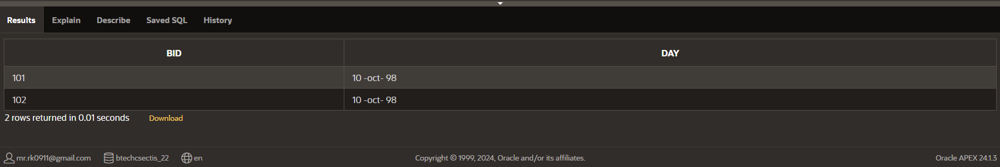 Results Explain Describe Saved SQL History
BID DAY
101 10 -oct- 98
102 10 -oct- 98
2 rows returned in 0.01 seconds Download
mr.rk0911@gmail.com btechcsectis_22 en Copyright © 1999, 2024, Oracle and/or its affiliates. Oracle APEX 24.1.3